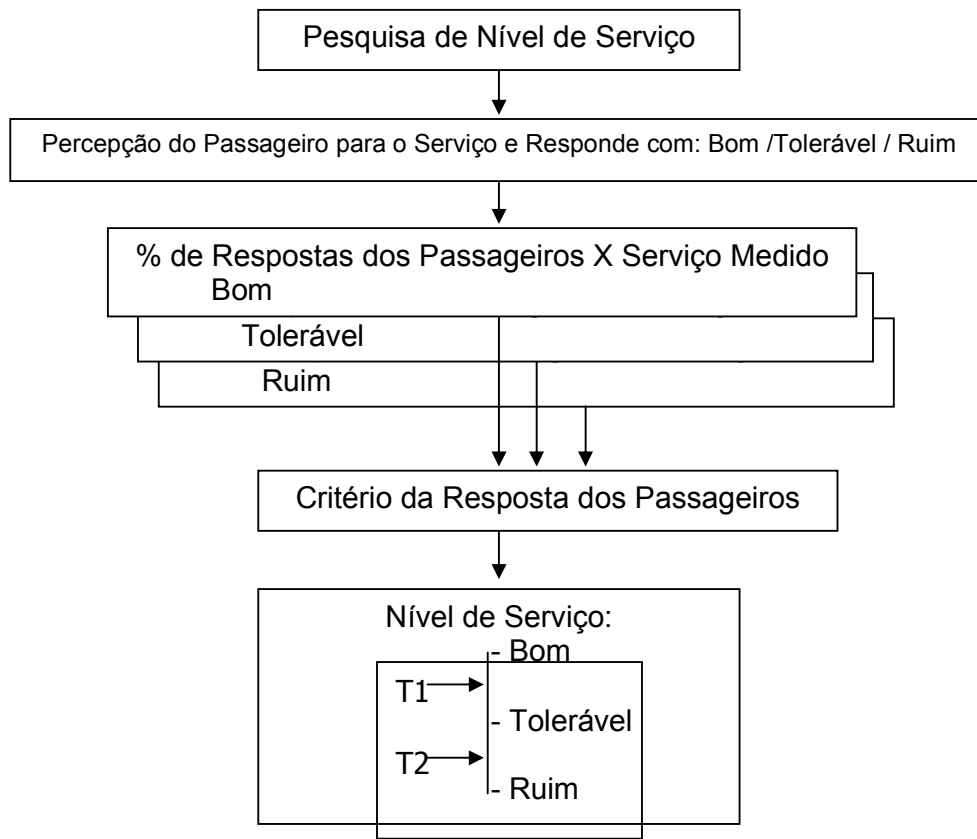 Pesquisa de Nível de Serviço
Percepção do Passageiro para o Serviço e Responde com: Bom /Tolerável / Ruim
% de Respostas dos Passageiros X Serviço Medido
Bom
Tolerável
Ruim
Critério da Resposta dos Passageiros
Nível de Serviço:
- Bom
T1
- Tolerável
T2
- Ruim